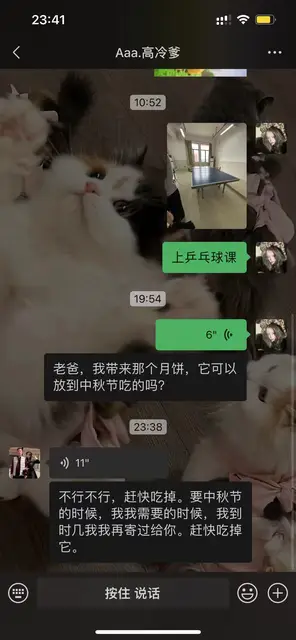 23:41
Aaa.高冷爹
10:52
上乒乓球课
19:54
6"
老爸，我带来那个月饼，它可以
放到中秋节吃的吗？
23:38
11"
不行不行，赶快吃掉。要中秋节
的时候，我我需要的时候，我到
时几我我再寄过给你。赶快吃掉
它。
按住 说话